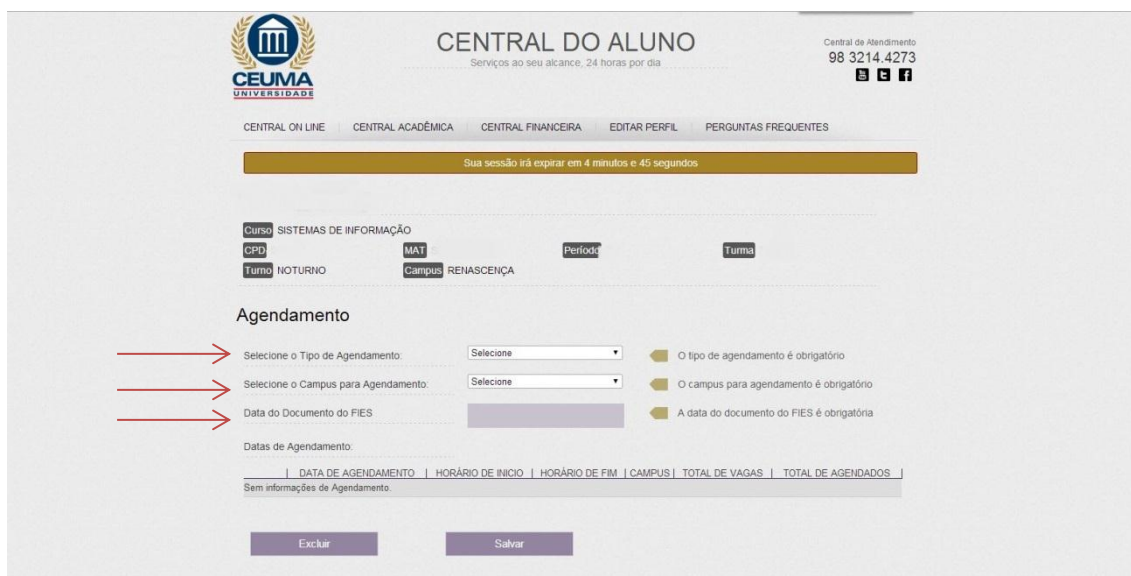 CEUMA
UNIVERSIDADE
CENTRAL DO ALUNO
Serviços ao seu alcance, 24 horas por dia
Central de Atendimento
98 3214.4273
CENTRAL ON LINE CENTRAL ACADÊMICA CENTRAL FINANCEIRA EDITAR PERFIL PERGUNTAS FREQUENTES
Sua sessão irá expirar em 4 minutos e 45 segundos
Curso SISTEMAS DE INFORMAÇÃO
CPD MAT Período Turma
Turno NOTURNO Campus RENASCENÇA
Agendamento
Selecione o Tipo de Agendamento: Selecione O tipo de agendamento é obrigatório
Selecione o Campus para Agendamento: Selecione O campus para agendamento é obrigatório
Data do Documento do FIES A data do documento do FIES é obrigatória
Datas de Agendamento:
| DATA DE AGENDAMENTO | HORÁRIO DE INICIO | HORÁRIO DE FIM | CAMPUS | TOTAL DE VAGAS | TOTAL DE AGENDADOS |
Sem informações de Agendamento.
Excluir Salvar